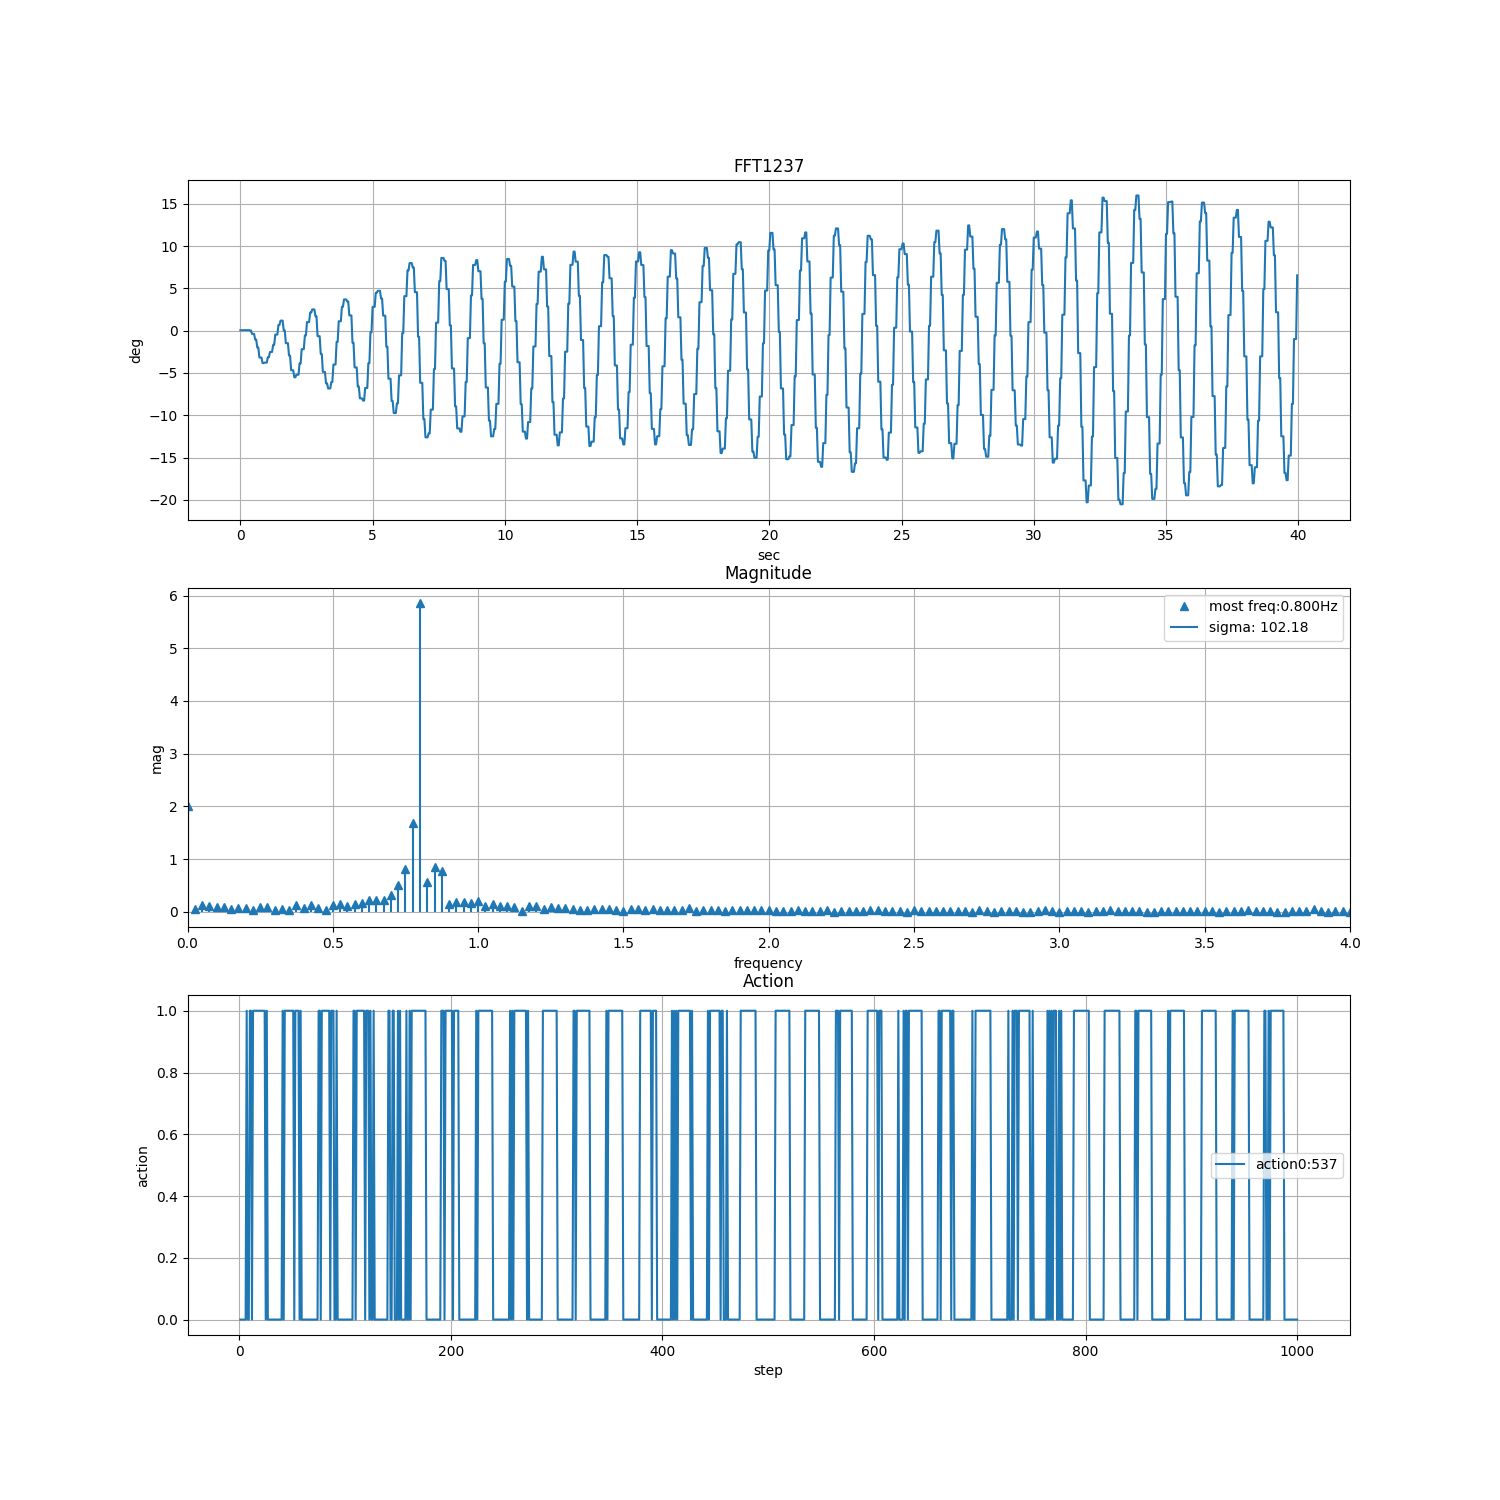 FFT1237
15
10
5
0
−5
−10
−15
−20
deg
0 5 10 15 20 25 30 35 40
sec
Magnitude
6
5
4
3
2
1
0
mag
most freq:0.800Hz
sigma: 102.18
0.0 0.5 1.0 1.5 2.0 2.5 3.0 3.5 4.0
frequency
Action
1.0
0.8
0.6
0.4
0.2
0.0
action
action0:537
0 200 400 600 800 1000
step